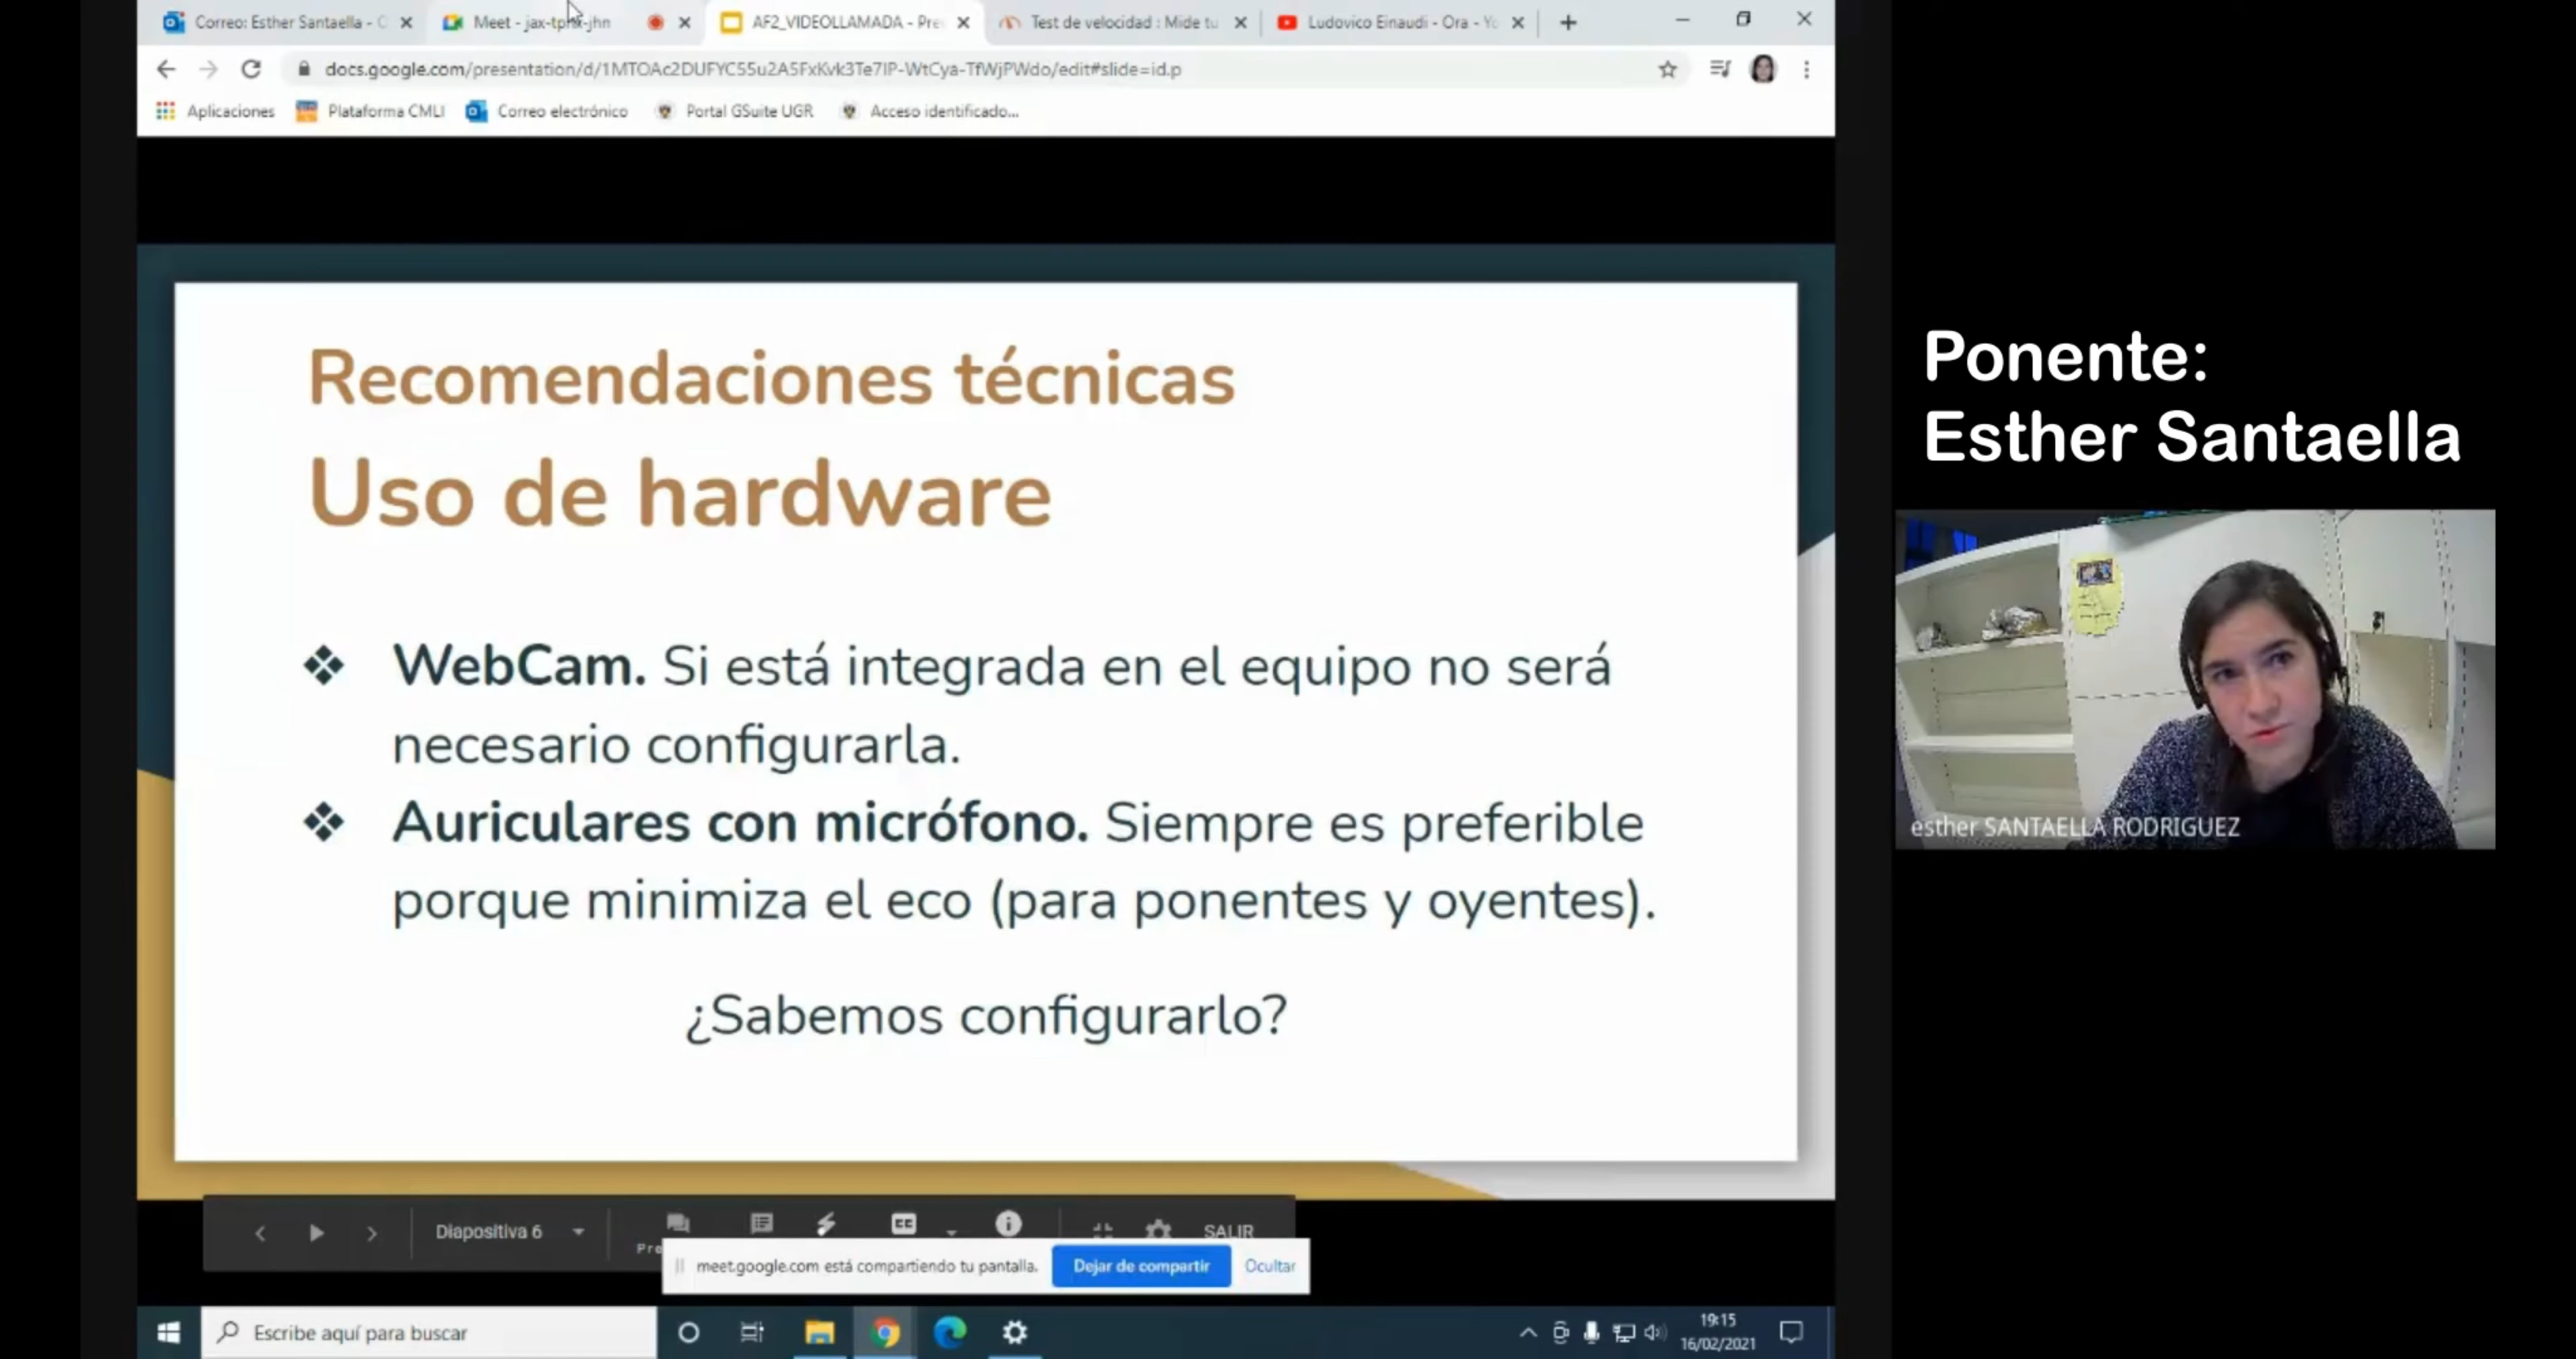 Correo: Esther Santaella - C
Meet - jax-tphx-jhn
AF2_VIDEOLLAMADA - Pre
Test de velocidad : Mide tu
Ludovico Einaudi - Ora - Yo
docs.google.com/presentation/d/1MTOAc2DUFYC55u2A5FxKvk3Te7IP-WtCya-TfWjPWdo/edit#slide=id.p
Aplicaciones
Plataforma CMLI
Correo electrónico
Portal GSuite UGR
Acceso identificado...
Recomendaciones técnicas
Uso de hardware
❖ WebCam. Si está integrada en el equipo no será
necesario configurarla.
❖ Auriculares con micrófono. Siempre es preferible
porque minimiza el eco (para ponentes y oyentes).
¿Sabemos configurarlo?
Ponente:
Esther Santaella
esther SANTAELLA RODRIGUEZ
Diapositiva 6
Pre
CC
SALIR
meet.google.com está compartiendo tu pantalla.
Dejar de compartir
Ocultar
Escribe aquí para buscar
19:15
16/02/2021